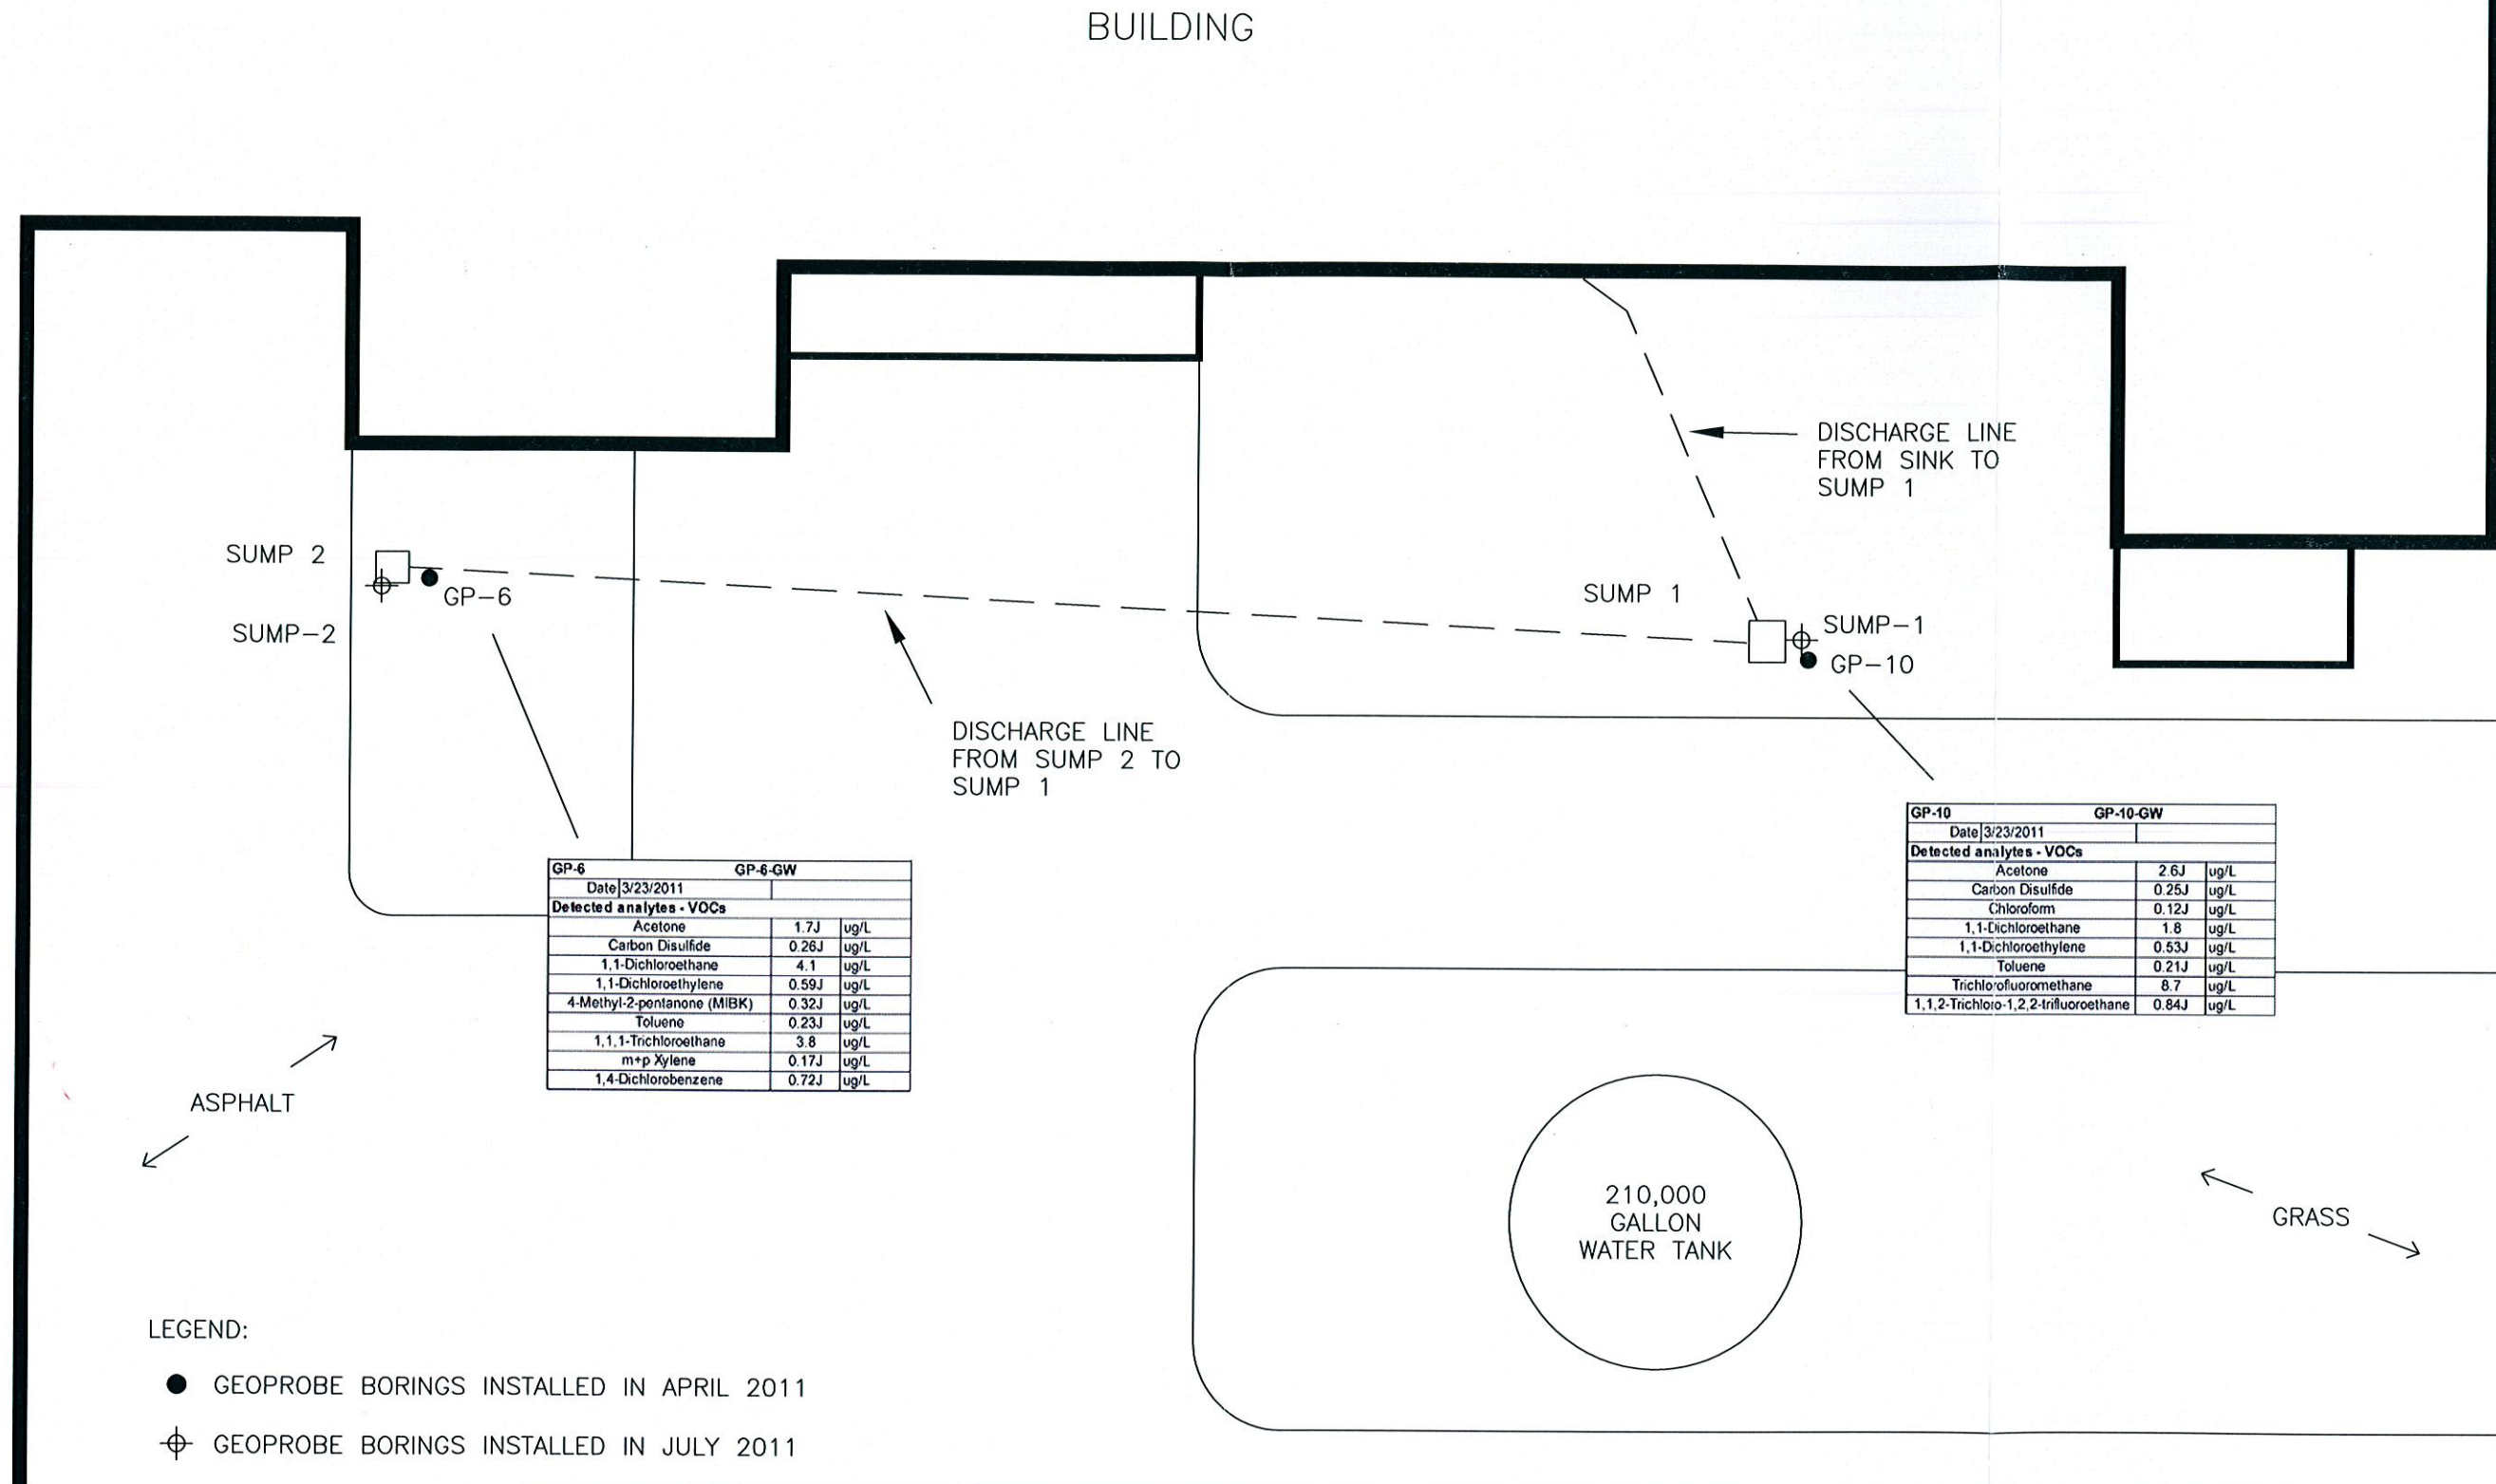 BUILDING
DISCHARGE LINE
FROM SINK TO
SUMP 1
SUMP 2
GP-6
SUMP-2
SUMP 1
SUMP-1
GP-10
DISCHARGE LINE
FROM SUMP 2 TO
SUMP 1
GP-6 GP-6-GW
Date 3/23/2011
Detected analytes - VOCs
Acetone 1.7J ug/L
Carbon Disulfide 0.26J ug/L
1,1-Dichloroethane 4.1 ug/L
1,1-Dichloroethylene 0.59J ug/L
4-Methyl-2-pentanone (MIBK) 0.32J ug/L
Toluene 0.23J ug/L
1,1,1-Trichloroethane 3.8 ug/L
m+p Xylene 0.17J ug/L
1,4-Dichlorobenzene 0.72J ug/L
GP-10 GP-10-GW
Date 3/23/2011
Detected analytes - VOCs
Acetone 2.6J ug/L
Carbon Disulfide 0.25J ug/L
Chloroform 0.12J ug/L
1,1-Dichloroethane 1.8 ug/L
1,1-Dichloroethylene 0.53J ug/L
Toluene 0.21J ug/L
Trichlorofluoromethane 8.7 ug/L
1,1,2-Trichloro-1,2,2-trifluoroethane 0.84J ug/L
ASPHALT
210,000
GALLON
WATER TANK
GRASS
LEGEND:
GEOPROBE BORINGS INSTALLED IN APRIL 2011
GEOPROBE BORINGS INSTALLED IN JULY 2011